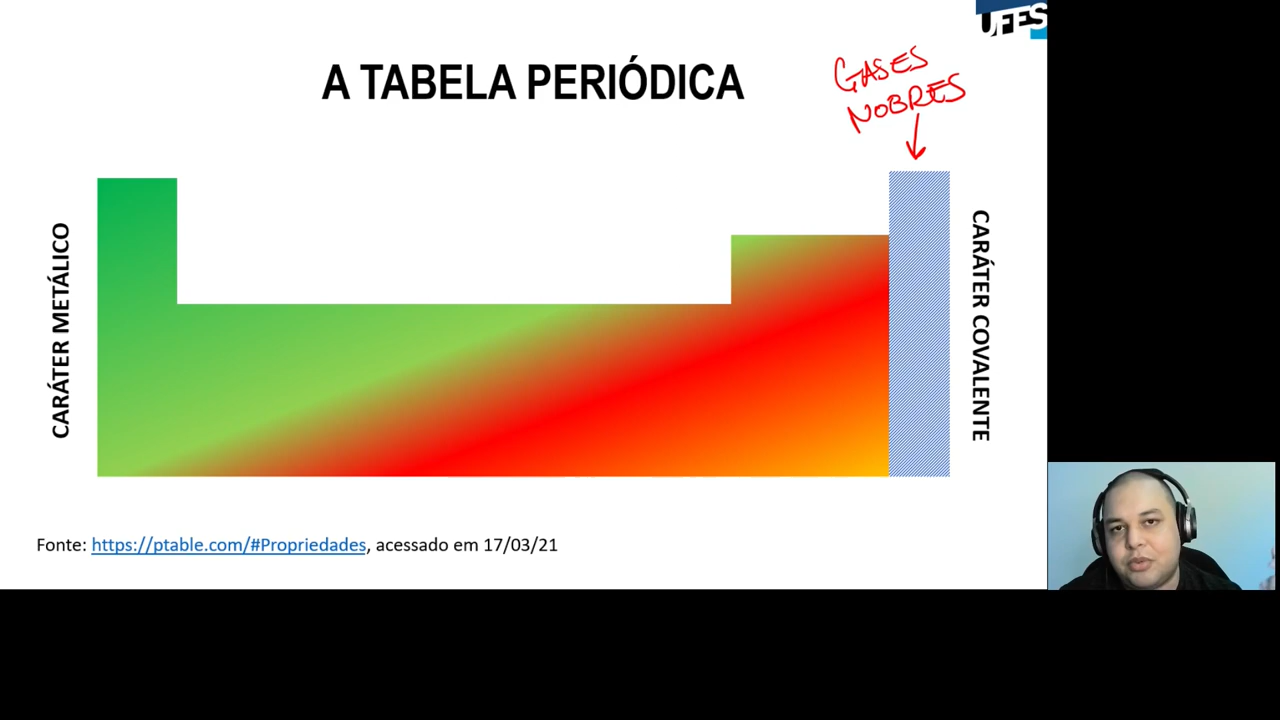 UFES
A TABELA PERIÓDICA
GASES
NOBRES
CARÁTER METÁLICO
CARÁTER COVALENTE
Fonte: https://ptable.com/#Propriedades, acessado em 17/03/21